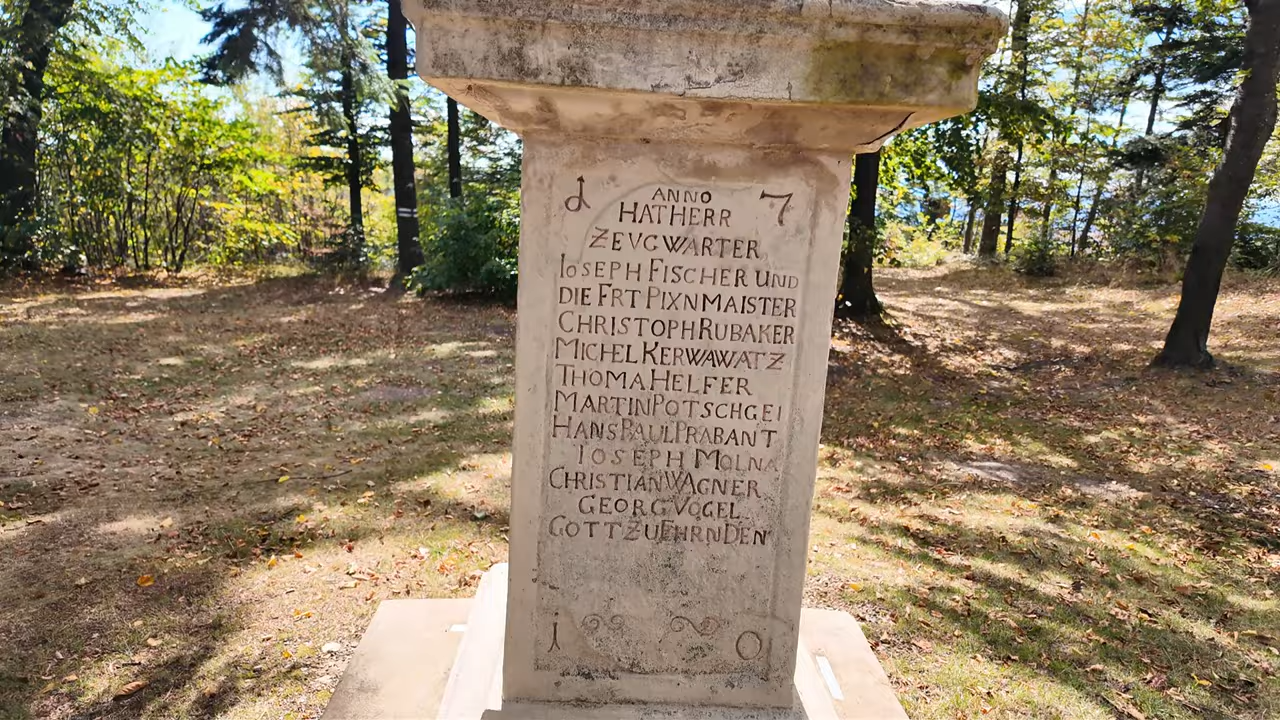 1 ANNO 7
HAT HERR
ZEVGWARTER
IOSEPH FISCHER UND
DIE FRT PIXNMAISTER
CHRISTOPH RUBAKER
MICHEL KERWAWATZ
THOMA HELFER
MARTIN POTSCHGEI
HANS PAUL PRABANT
IOSEPH MOLNA
CHRISTIAN WAGNER
GEORG VOGEL
GOTT ZU EHRN DEN
1 0